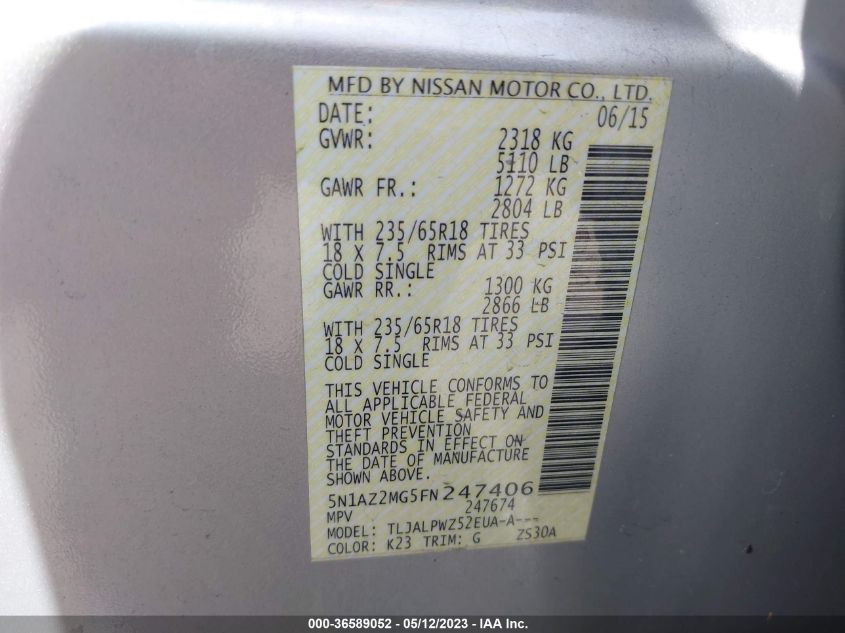 MFD BY NISSAN MOTOR CO., LTD.
DATE: 06/15
GVWR: 2318 KG
5110 LB
GAWR FR.: 1272 KG
2804 LB
WITH 235/65R18 TIRES
18 X 7.5 RIMS AT 33 PSI
COLD SINGLE
GAWR RR.: 1300 KG
2866 LB
WITH 235/65R18 TIRES
18 X 7.5 RIMS AT 33 PSI
COLD SINGLE
THIS VEHICLE CONFORMS TO
ALL APPLICABLE FEDERAL
MOTOR VEHICLE SAFETY AND
THEFT PREVENTION
STANDARDS IN EFFECT ON
THE DATE OF MANUFACTURE
SHOWN ABOVE.
5N1AZ2MG5FN247406
MPV 247674
MODEL: TLJALPWZ52EUA-A---
COLOR: K23 TRIM: G ZS30A
000-36589052 - 05/12/2023 - IAA Inc.